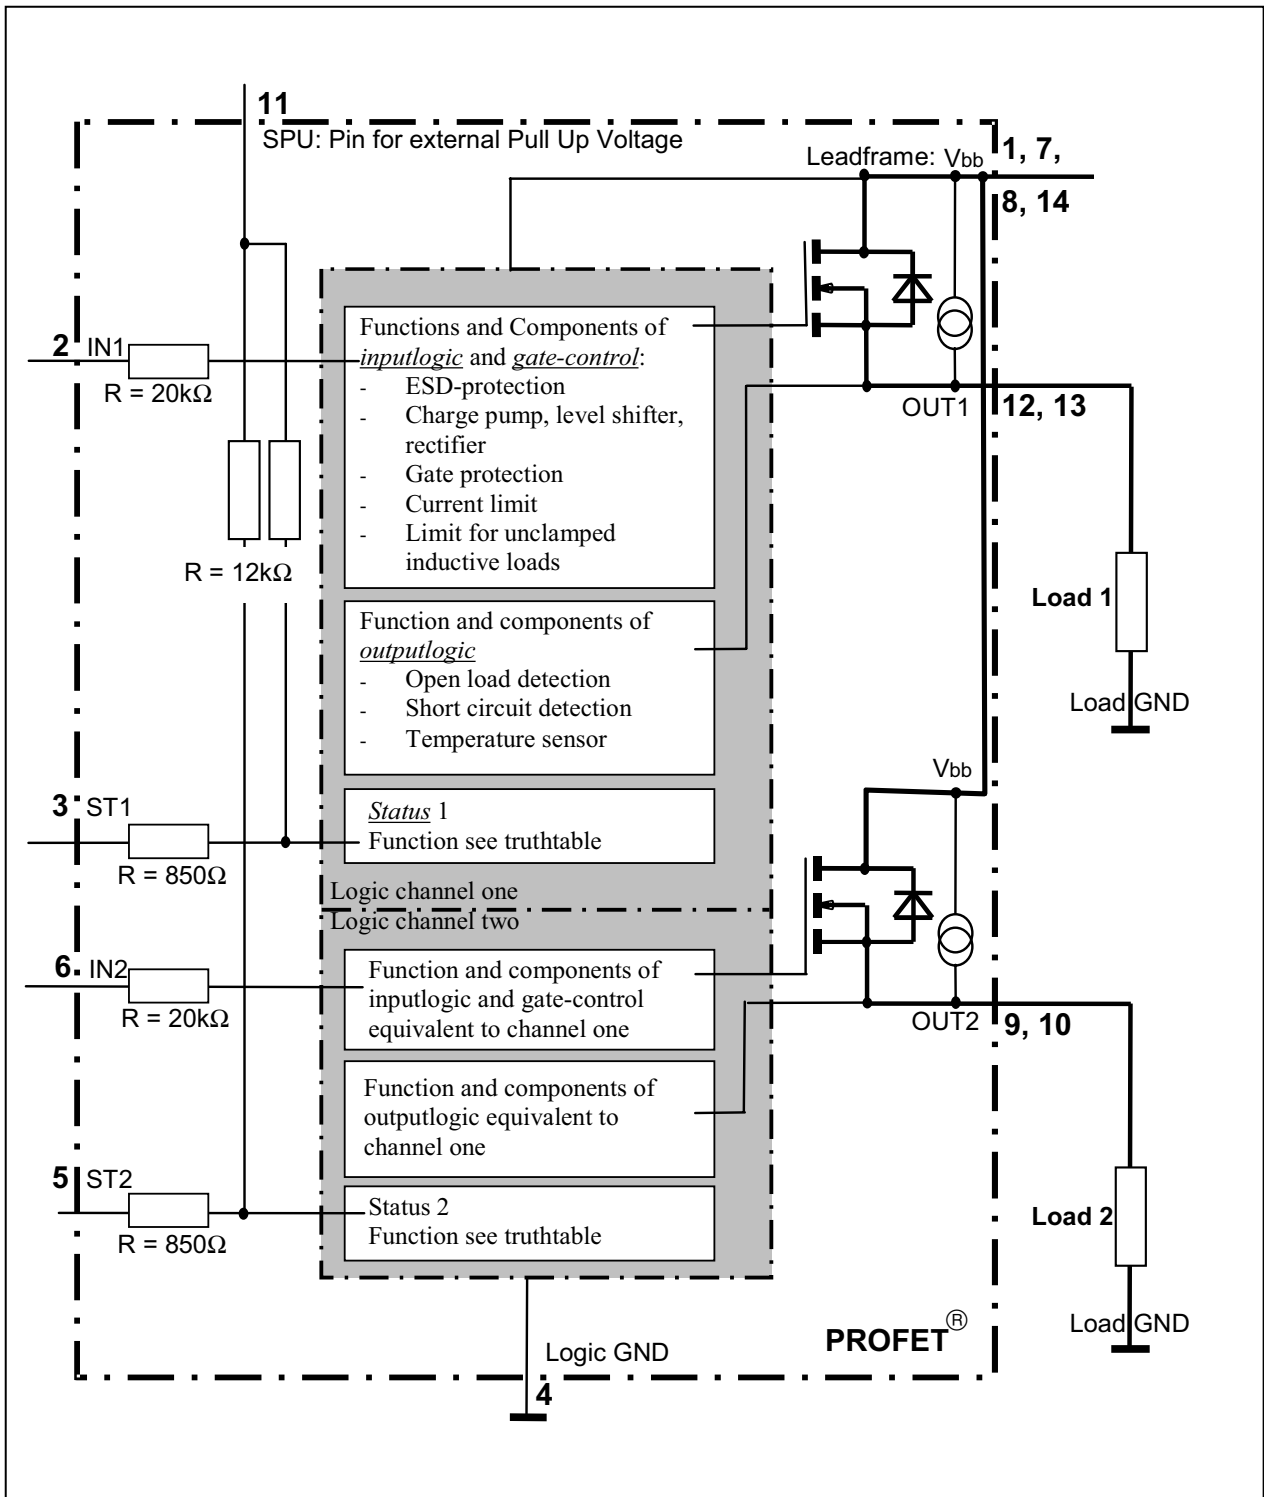 11
SPU: Pin for external Pull Up Voltage
Leadframe: Vbb
1, 7,
8, 14
2
IN1
R = 20kΩ
Functions and Components of
inputlogic and gate-control:
- ESD-protection
- Charge pump, level shifter,
rectifier
- Gate protection
- Current limit
- Limit for unclamped
inductive loads
OUT1
12, 13
R = 12kΩ
Load 1
Function and components of
outputlogic
- Open load detection
- Short circuit detection
- Temperature sensor
Load GND
Vbb
3
ST1
R = 850Ω
Status 1
Function see truthtable
Logic channel one
Logic channel two
6
IN2
R = 20kΩ
Function and components of
inputlogic and gate-control
equivalent to channel one
OUT2
9, 10
Function and components of
outputlogic equivalent to
channel one
5
ST2
R = 850Ω
Status 2
Function see truthtable
Load 2
Load GND
PROFET®
Logic GND
4